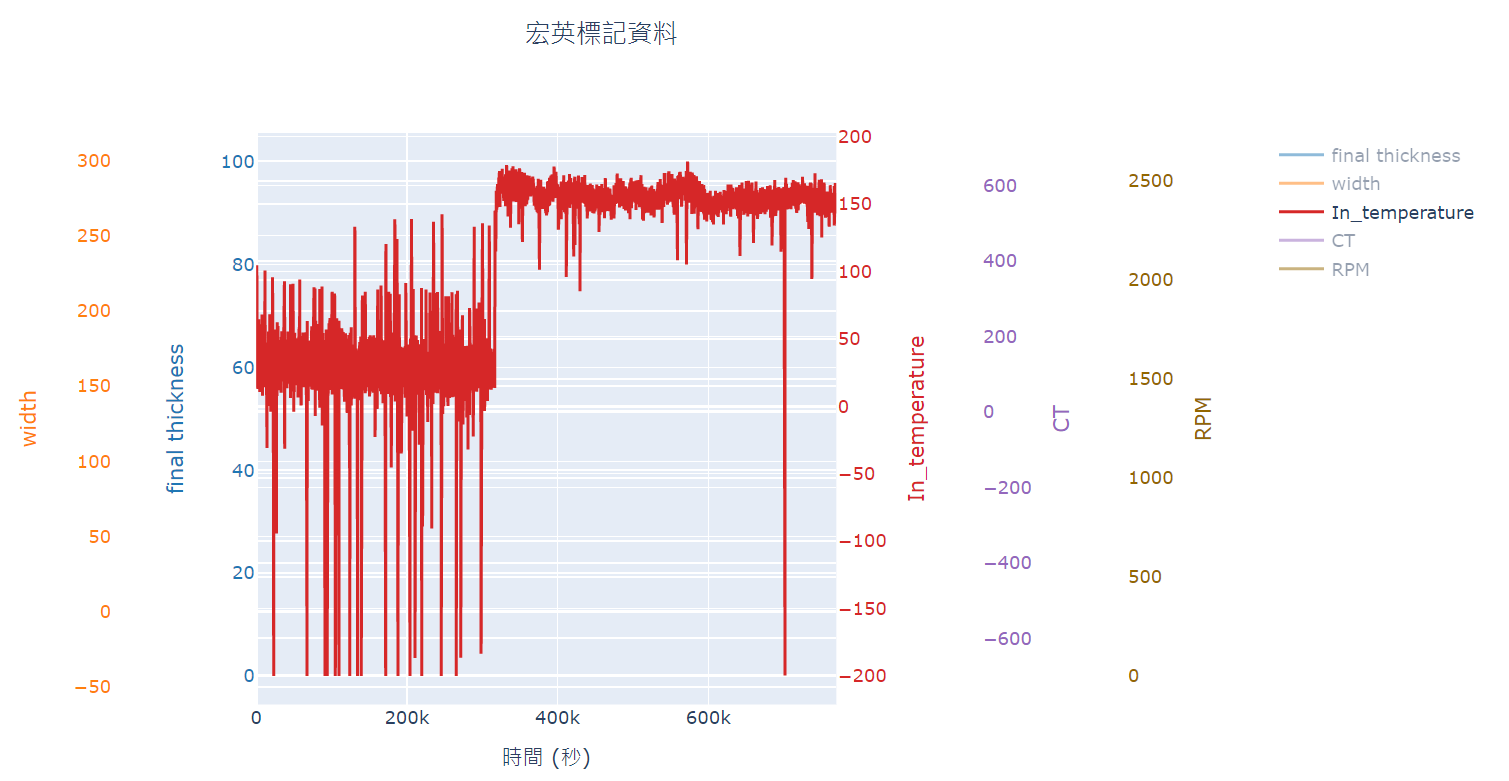 宏英標記資料
300
250
200
150
100
50
0
−50
width
100
80
60
40
20
0
final thickness
200
150
100
50
0
−50
−100
−150
−200
In_temperature
600
400
200
0
−200
−400
−600
CT
2500
2000
1500
1000
500
0
RPM
final thickness
width
In_temperature
CT
RPM
0
200k
400k
600k
時間 (秒)